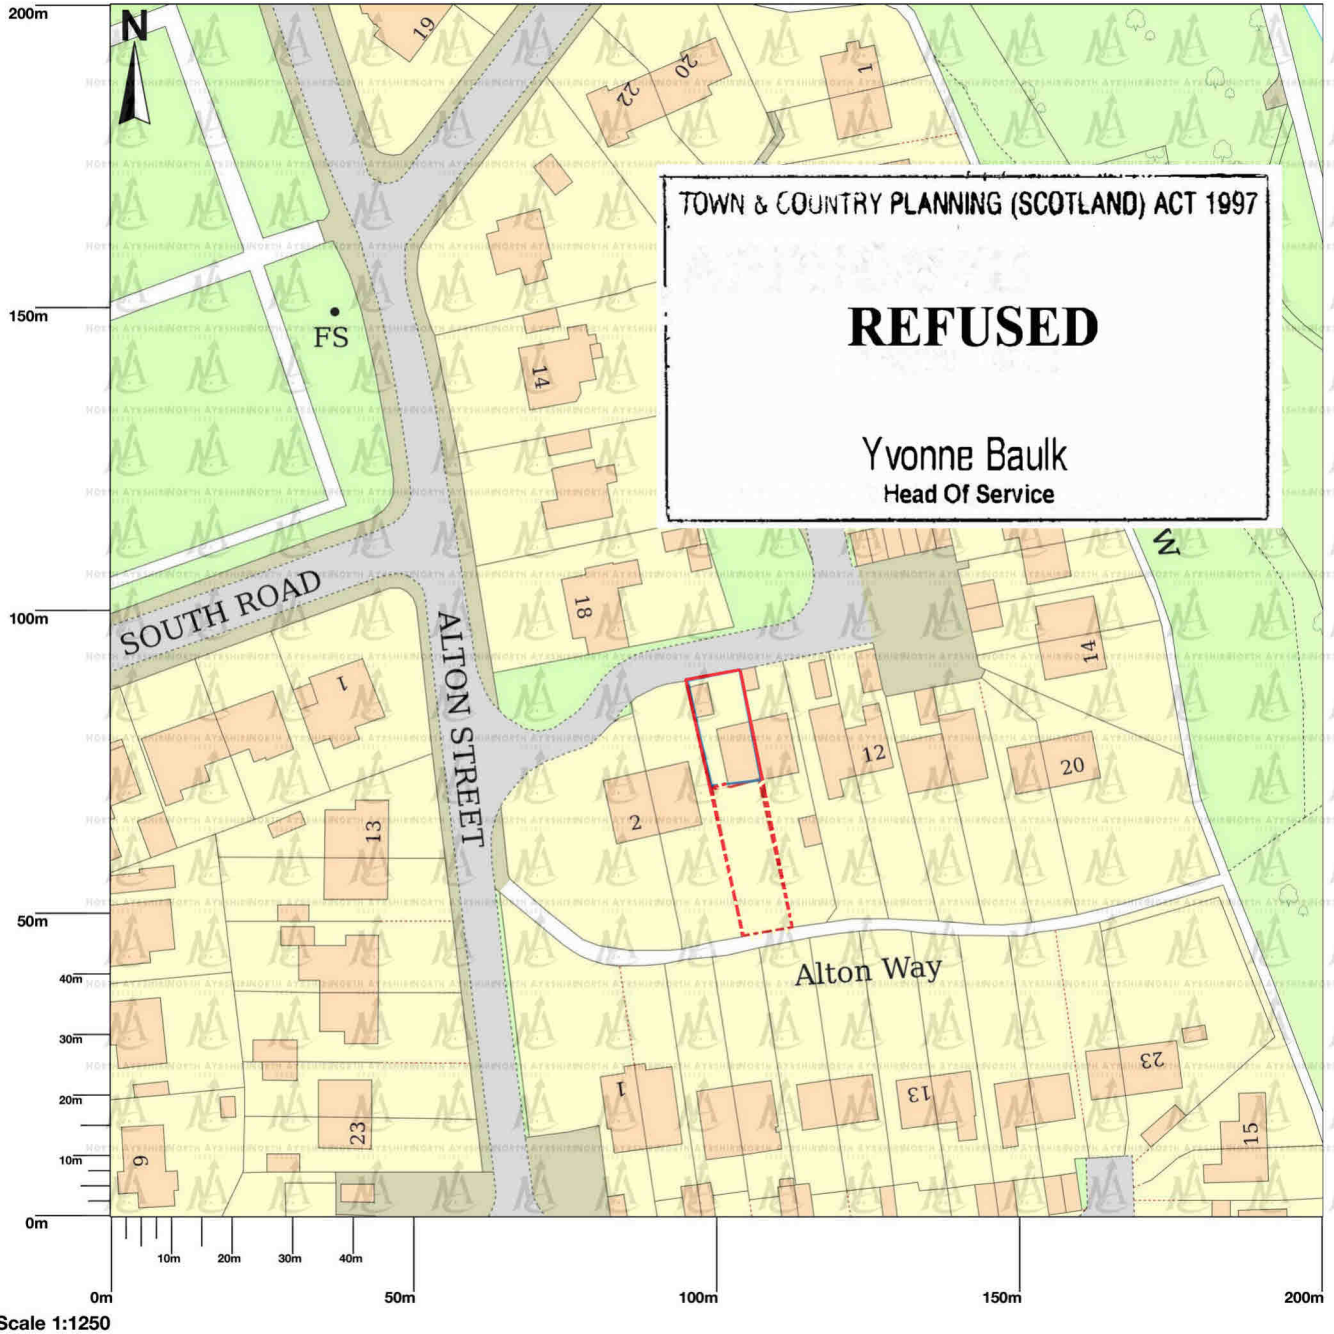 200m
N
19
20
22
1
TOWN & COUNTRY PLANNING (SCOTLAND) ACT 1997
REFUSED
Yvonne Baulk
Head Of Service
150m
FS
14
W
100m
SOUTH ROAD
18
ALTON STREET
1
14
12
20
2
13
50m
Alton Way
40m
30m
23
1
13
20m
23
15
10m
9
0m
10m
20m
30m
40m
0m
50m
100m
150m
200m
Scale 1:1250